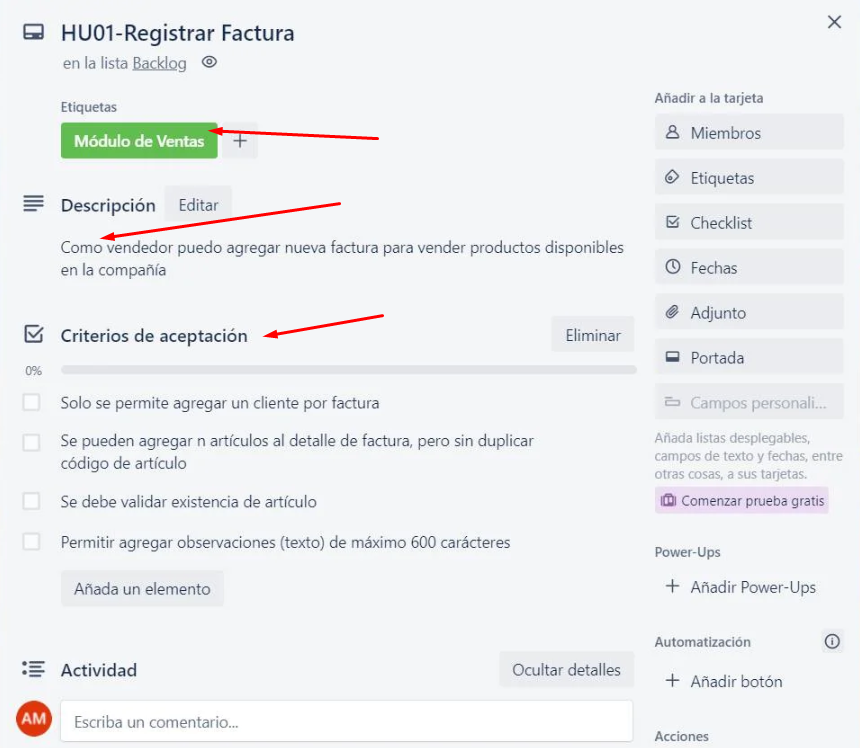 HU01-Registrar Factura
en la lista Backlog
Etiquetas
Módulo de Ventas
Descripción Editar
Como vendedor puedo agregar nueva factura para vender productos disponibles
en la compañía
Criterios de aceptación Eliminar
0%
Solo se permite agregar un cliente por factura
Se pueden agregar n artículos al detalle de factura, pero sin duplicar
código de artículo
Se debe validar existencia de artículo
Permitir agregar observaciones (texto) de máximo 600 carácteres
Añada un elemento
Actividad Ocultar detalles
AM Escriba un comentario...
Añadir a la tarjeta
Miembros
Etiquetas
Checklist
Fechas
Adjunto
Portada
Campos personali...
Añada listas desplegables,
campos de texto y fechas, entre
otras cosas, a sus tarjetas.
Comenzar prueba gratis
Power-Ups
+ Añadir Power-Ups
Automatización
+ Añadir botón
Acciones